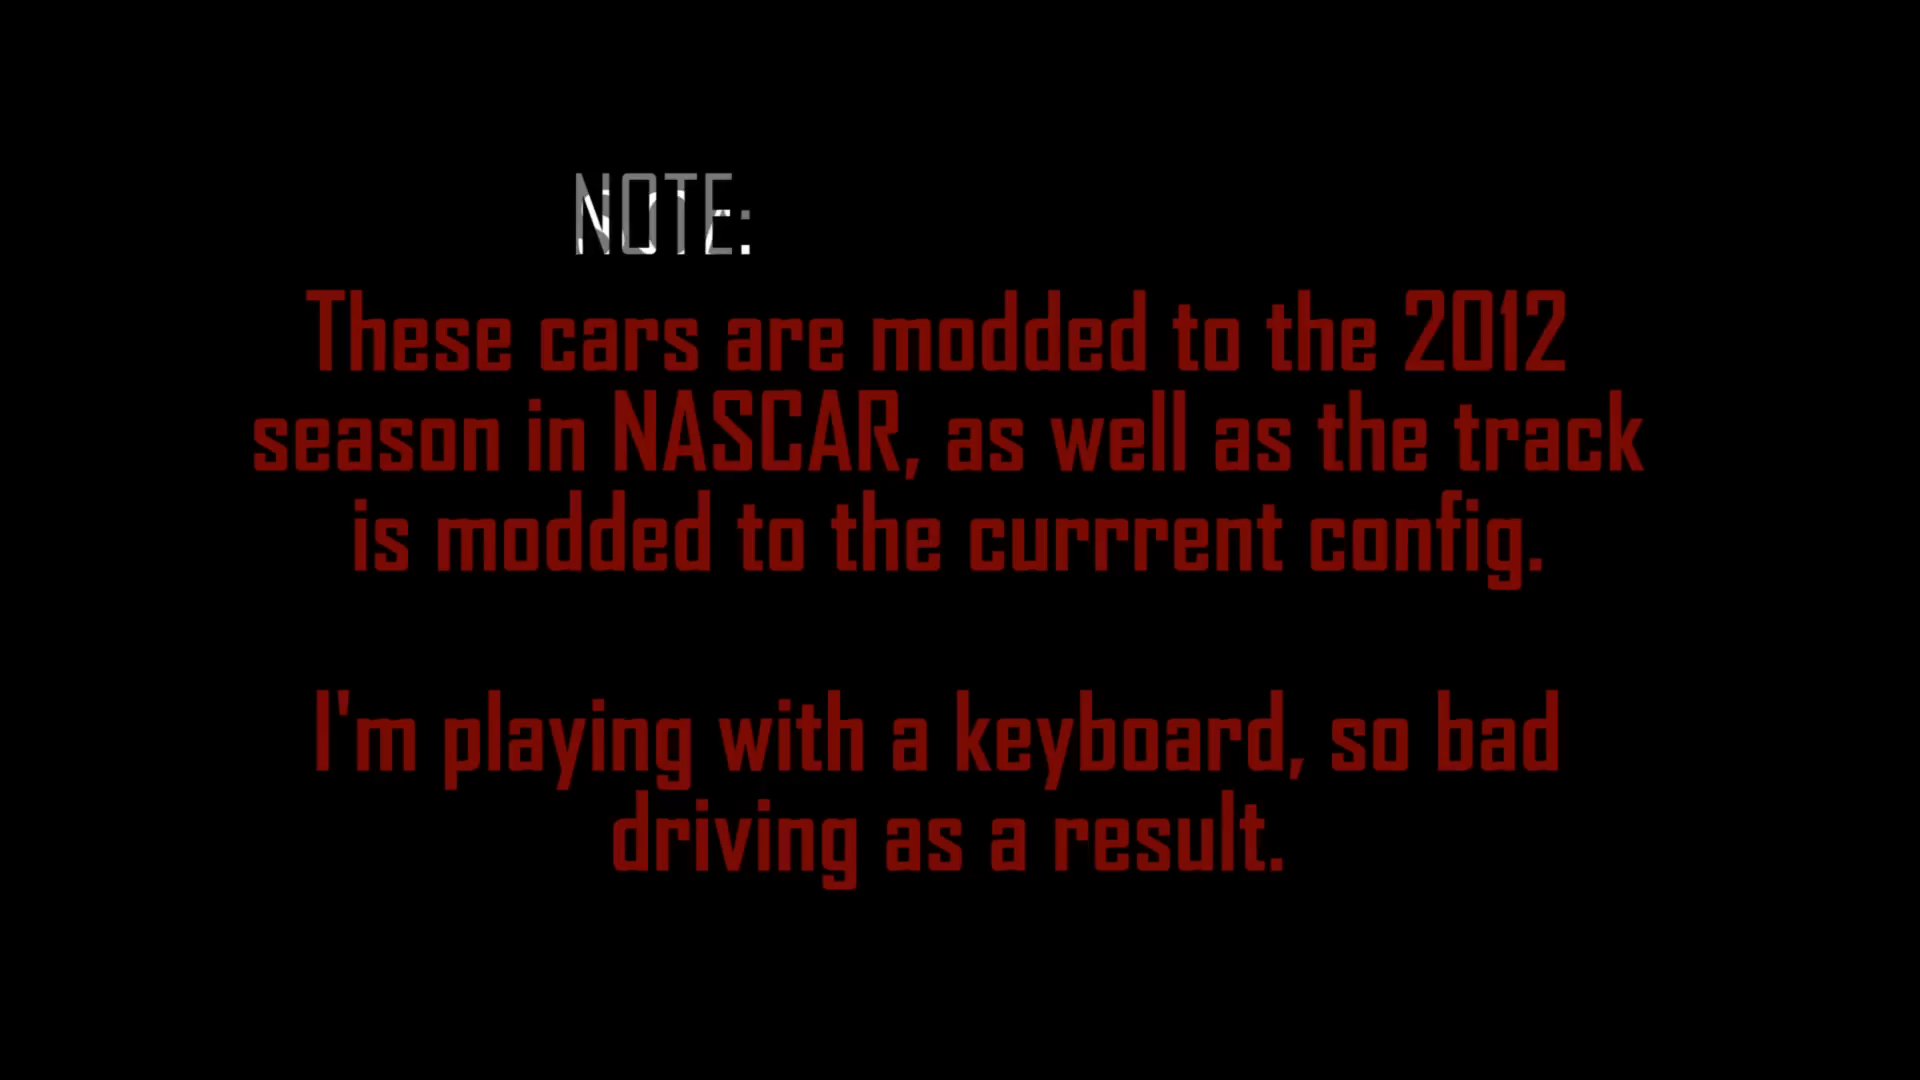 NOTE:
These cars are modded to the 2012
season in NASCAR, as well as the track
is modded to the currrent config.
I'm playing with a keyboard, so bad
driving as a result.